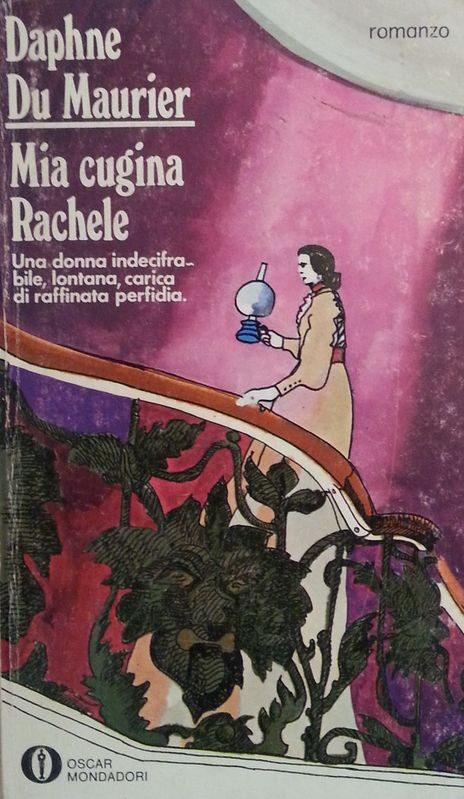 Daphne
Du Maurier
romanzo
Mia cugina
Rachele
Una donna indecifra-
bile, lontana, carica
di raffinata perfidia.
OSCAR
MONDADORI